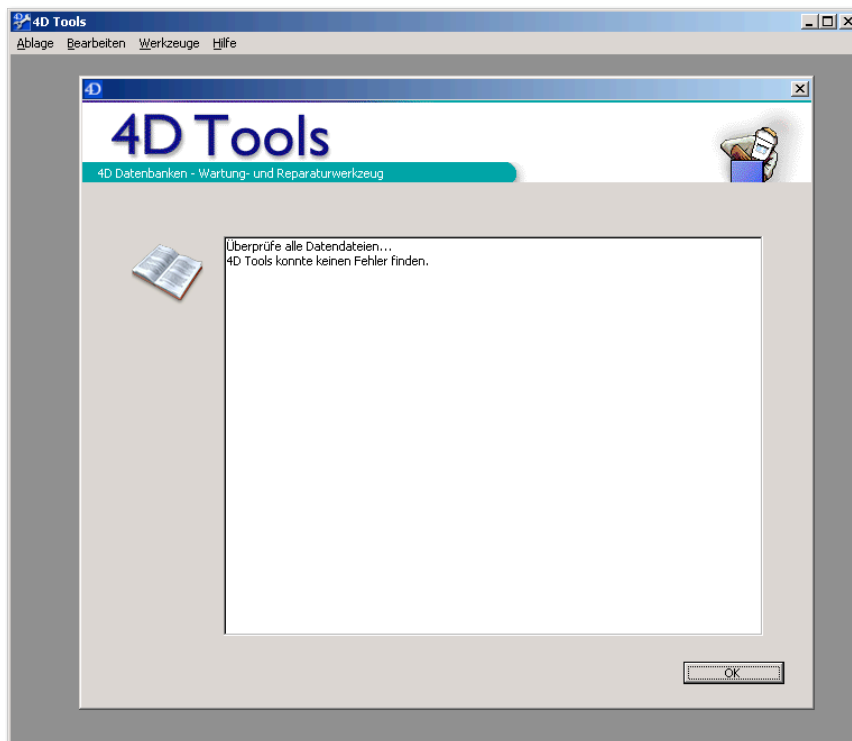 4D Tools
Ablage Bearbeiten Werkzeuge Hilfe
4D
4D Tools
4D Datenbanken - Wartung- und Reparaturwerkzeug
Überprüfe alle Datendateien...
4D Tools konnte keinen Fehler finden.
OK